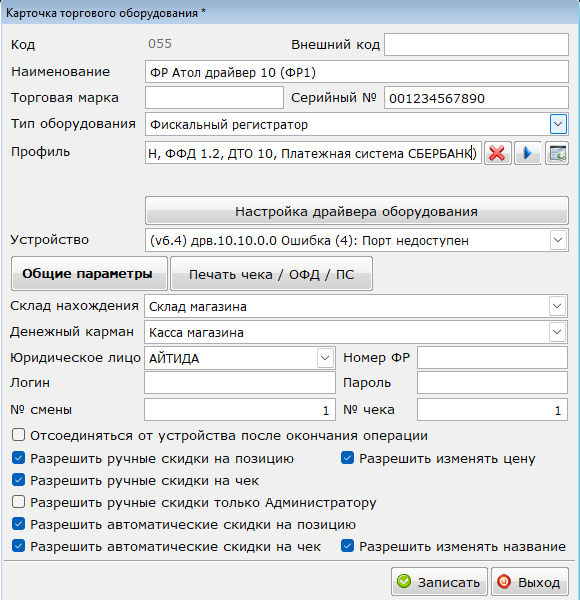 Карточка торгового оборудования *
Код 055 Внешний код
Наименование ФР Атол драйвер 10 (ФР1)
Торговая марка Серийный № 001234567890
Тип оборудования Фискальный регистратор
Профиль Н, ФФД 1.2, ДТО 10, Платежная система СБЕРБАНК)
Настройка драйвера оборудования
Устройство (v6.4) дрв.10.10.0.0 Ошибка (4): Порт недоступен
Общие параметры Печать чека / ОФД / ПС
Склад нахождения Склад магазина
Денежный карман Касса магазина
Юридическое лицо АЙТИДА Номер ФР
Логин Пароль
№ смены 1 № чека 1
Отсоединяться от устройства после окончания операции
Разрешить ручные скидки на позицию Разрешить изменять цену
Разрешить ручные скидки на чек
Разрешить ручные скидки только Администратору
Разрешить автоматические скидки на позицию
Разрешить автоматические скидки на чек Разрешить изменять название
Записать Выход